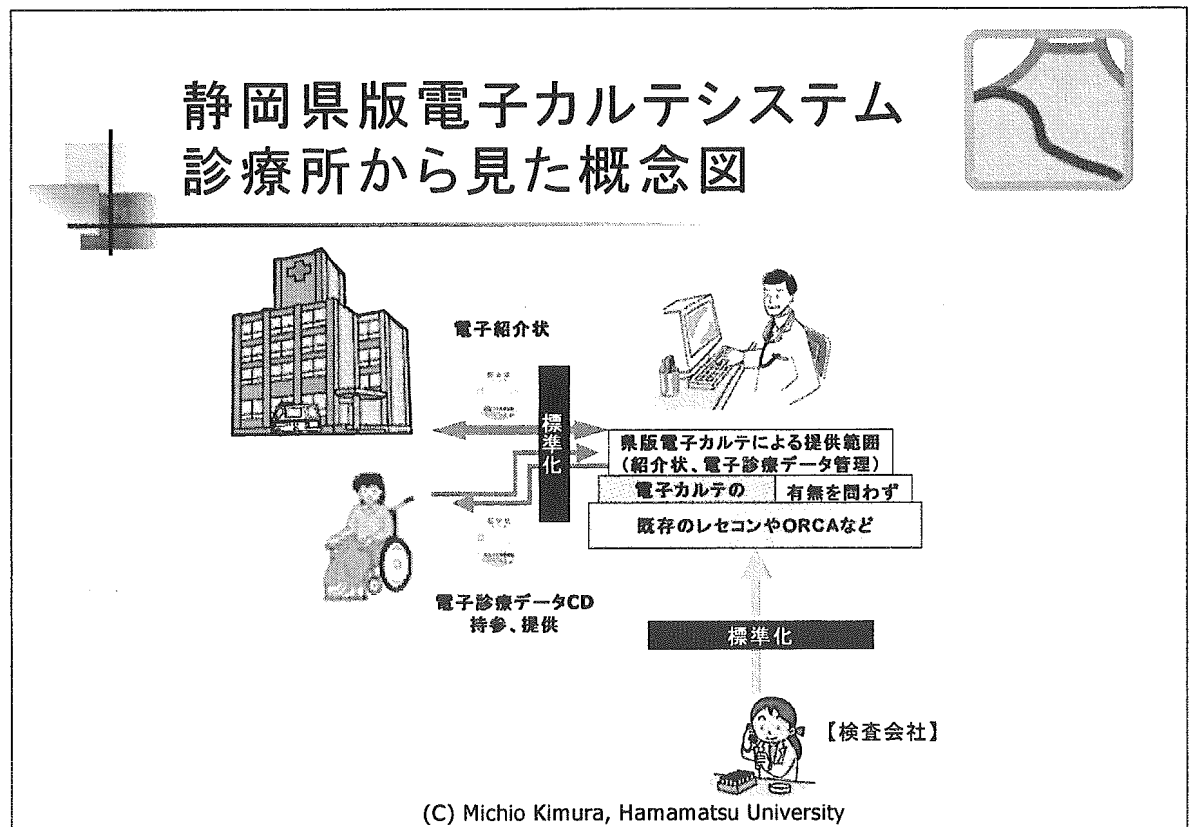 静岡県版電子カルテシステム
診療所から見た概念図
電子紹介状
標準化
県版電子カルテによる提供範囲
(紹介状、電子診療データ管理)
電子カルテの 有無を問わず
既存のレセコンやORCAなど
電子診療データCD
持参、提供
標準化
【検査会社】
(C) Michio Kimura, Hamamatsu University